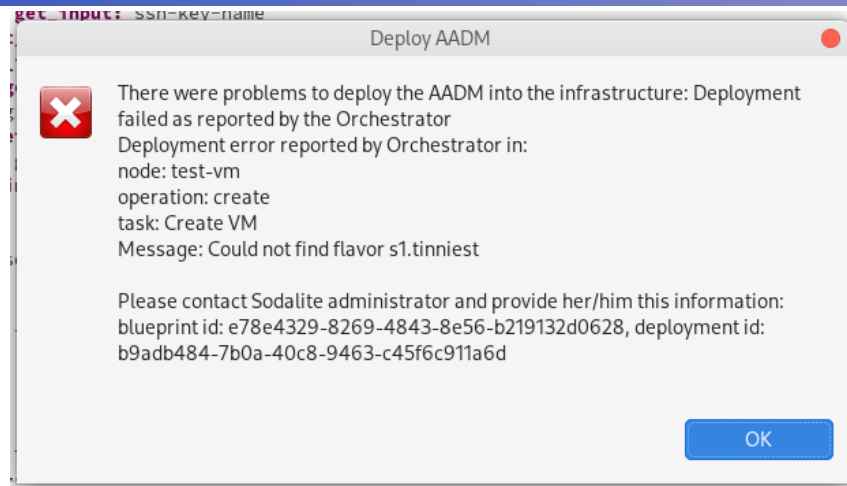 get_input: ssh-key-name
Deploy AADM
There were problems to deploy the AADM into the infrastructure: Deployment
failed as reported by the Orchestrator
Deployment error reported by Orchestrator in:
node: test-vm
operation: create
task: Create VM
Message: Could not find flavor s1.tinniest
Please contact Sodalite administrator and provide her/him this information:
blueprint id: e78e4329-8269-4843-8e56-b219132d0628, deployment id:
b9adb484-7b0a-40c8-9463-c45f6c911a6d
OK